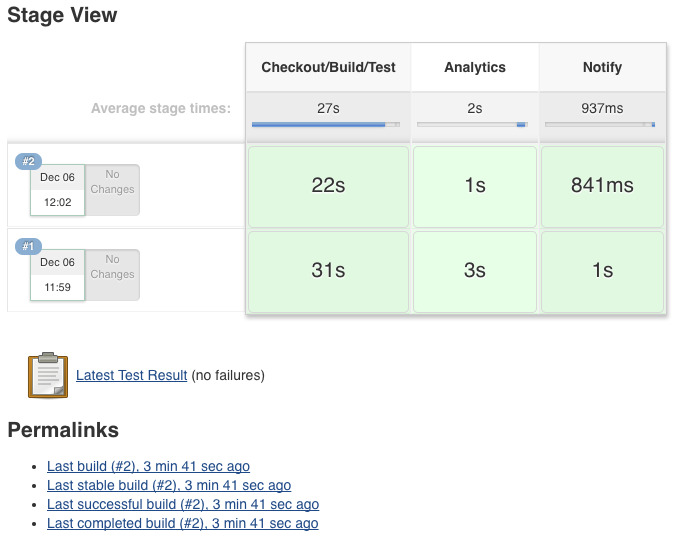 Stage View
Checkout/Build/Test Analytics Notify
Average stage times: 27s 2s 937ms
#2
Dec 06 No Changes 22s 1s 841ms
12:02
#1
Dec 06 No Changes 31s 3s 1s
11:59
Latest Test Result (no failures)
Permalinks
Last build (#2), 3 min 41 sec ago
Last stable build (#2), 3 min 41 sec ago
Last successful build (#2), 3 min 41 sec ago
Last completed build (#2), 3 min 41 sec ago